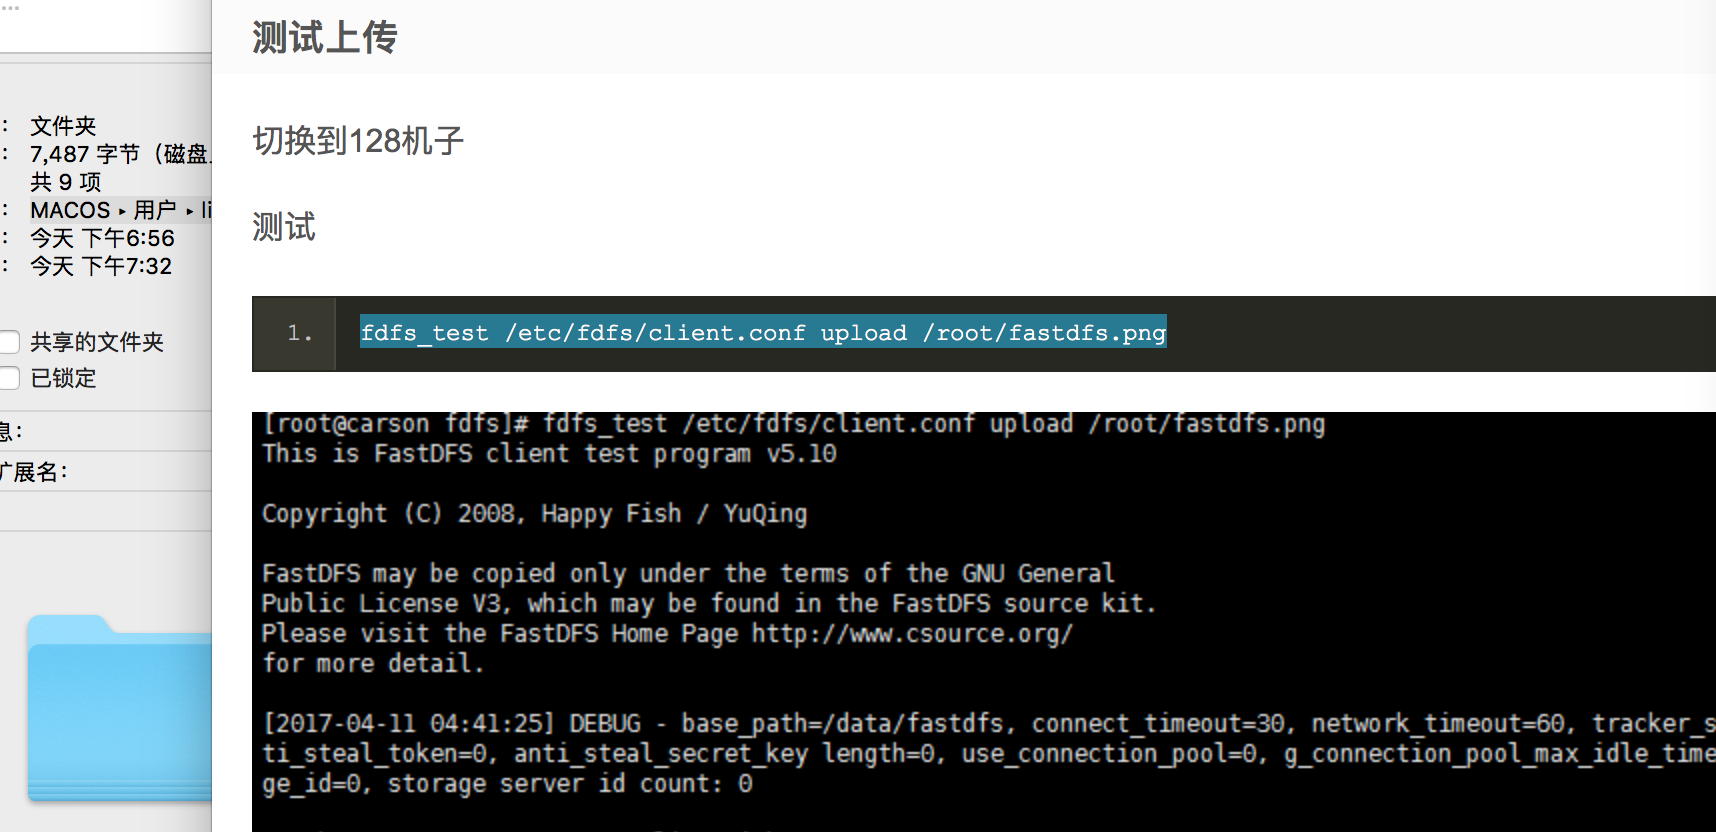 文件夹
7,487 字节（磁盘
共 9 项
MACOS ▸ 用户 ▸ li
今天 下午6:56
今天 下午7:32
共享的文件夹
已锁定
息：
扩展名：
测试上传
切换到128机子
测试
1. fdfs_test /etc/fdfs/client.conf upload /root/fastdfs.png
[root@carson fdfs]# fdfs_test /etc/fdfs/client.conf upload /root/fastdfs.png
This is FastDFS client test program v5.10
Copyright (C) 2008, Happy Fish / YuQing
FastDFS may be copied only under the terms of the GNU General
Public License V3, which may be found in the FastDFS source kit.
Please visit the FastDFS Home Page http://www.csource.org/
for more detail.
[2017-04-11 04:41:25] DEBUG - base_path=/data/fastdfs, connect_timeout=30, network_timeout=60, tracker_s
ti_steal_token=0, anti_steal_secret_key length=0, use_connection_pool=0, g_connection_pool_max_idle_time
ge_id=0, storage server id count: 0